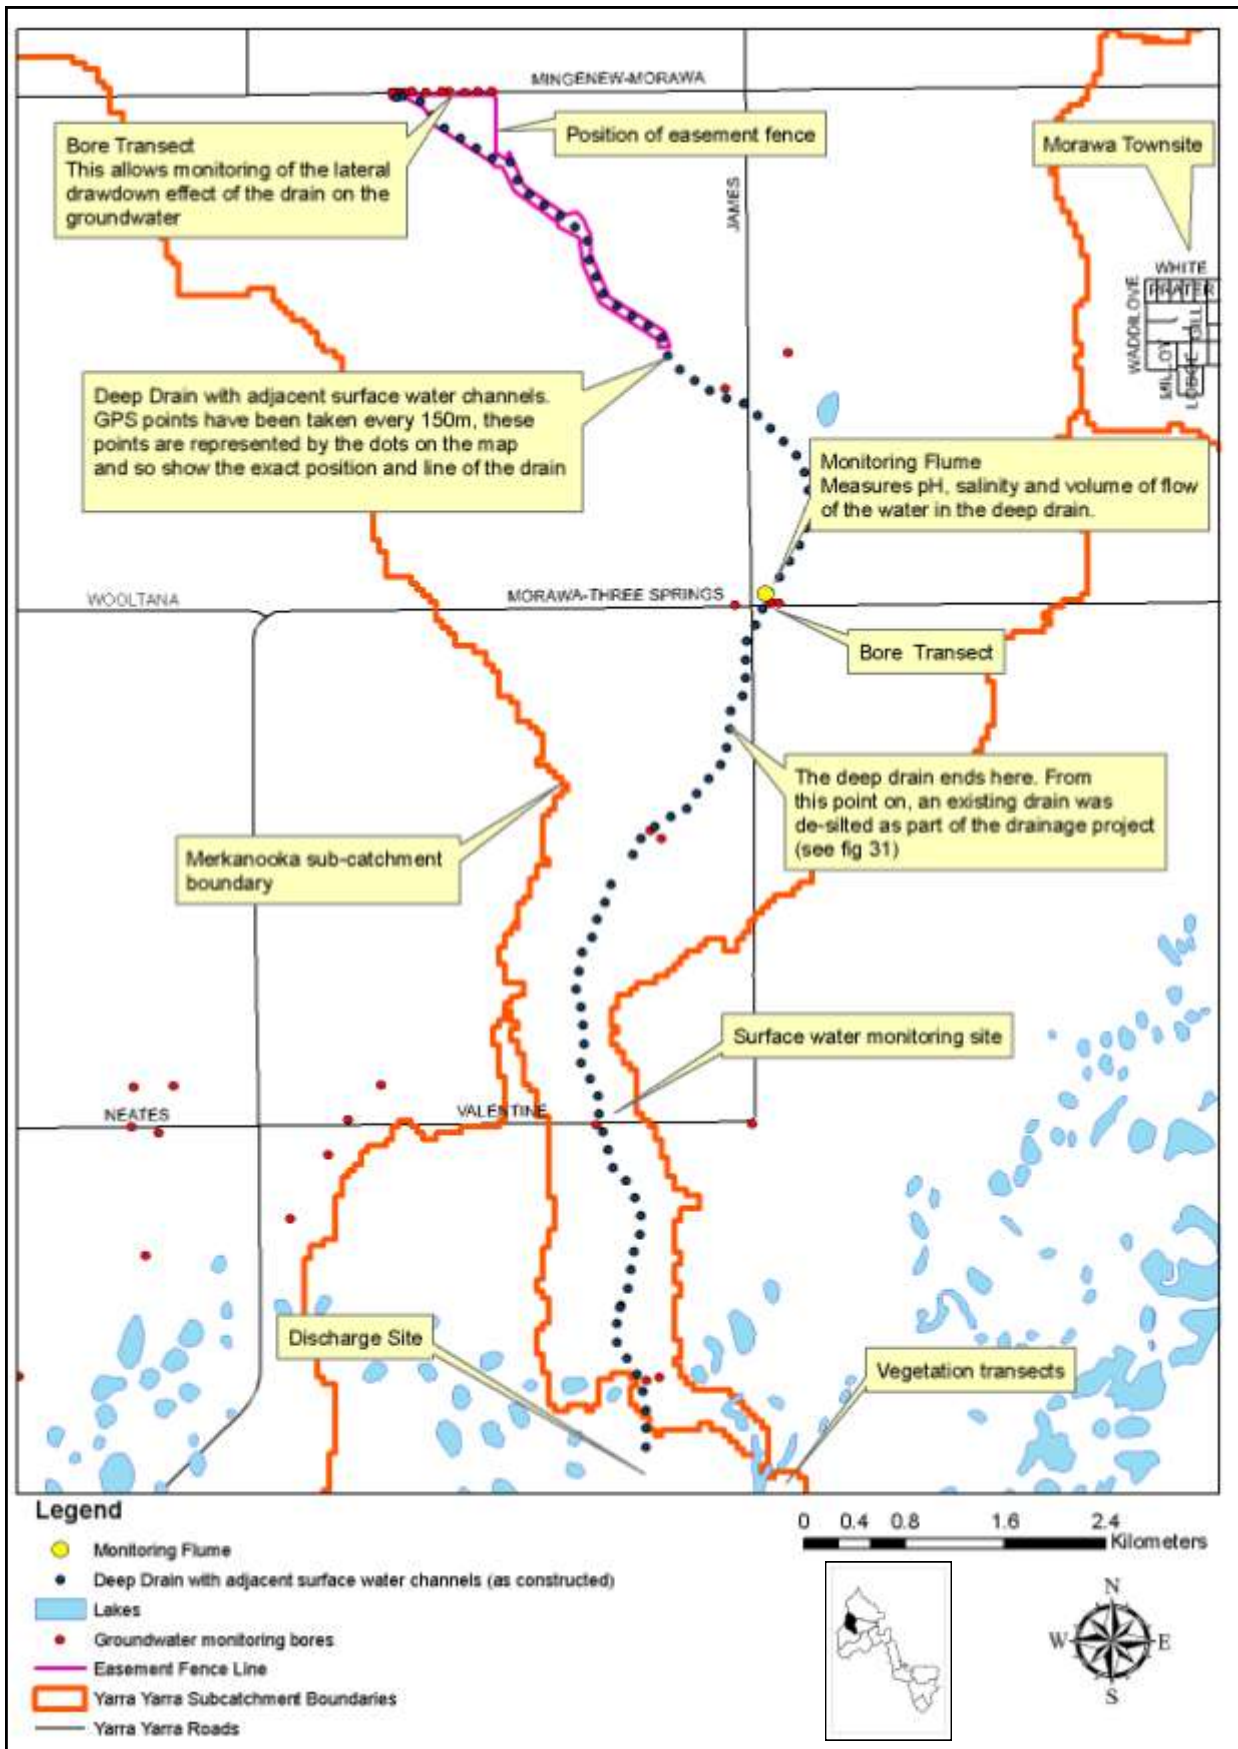 MINGENEW-MORAWA
Bore Transect
This allows monitoring of the lateral
drawdown effect of the drain on the
groundwater
Position of easement fence
Morawa Townsite
JAMES
WHITE
PRATER
WADDILOVE
GILL
MILLOY
LODGE
Deep Drain with adjacent surface water channels.
GPS points have been taken every 150m, these
points are represented by the dots on the map
and so show the exact position and line of the drain
Monitoring Flume
Measures pH, salinity and volume of flow
of the water in the deep drain.
WOOLTANA
MORAWA-THREE SPRINGS
Bore Transect
The deep drain ends here. From
this point on, an existing drain was
de-silted as part of the drainage project
(see fig 31)
Merkanooka sub-catchment
boundary
Surface water monitoring site
NEATES
VALENTINE
Discharge Site
Vegetation transects
Legend
Monitoring Flume
Deep Drain with adjacent surface water channels (as constructed)
Lakes
Groundwater monitoring bores
Easement Fence Line
Yarra Yarra Subcatchment Boundaries
Yarra Yarra Roads
0 0.4 0.8 1.6 2.4
Kilometers
N
W E
S